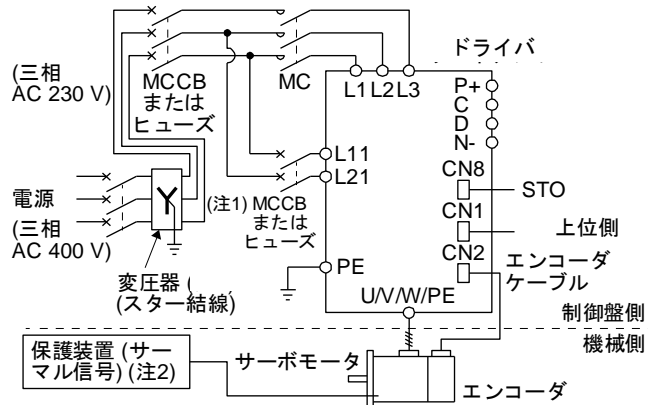 ドライバ
(三相
AC 230 V)
MCCB
または
ヒューズ
MC
L1 L2 L3
P+
C
D
N-
L11
L21
CN8
STO
電源
(三相
AC 400 V)
(注1)
MCCB
または
ヒューズ
CN1
上位側
CN2
エンコーダ
ケーブル
変圧器 (
(スター結線)
PE
U/V/W/PE
制御盤側
機械側
保護装置 (サー
マル信号) (注2)
サーボモータ
エンコーダ